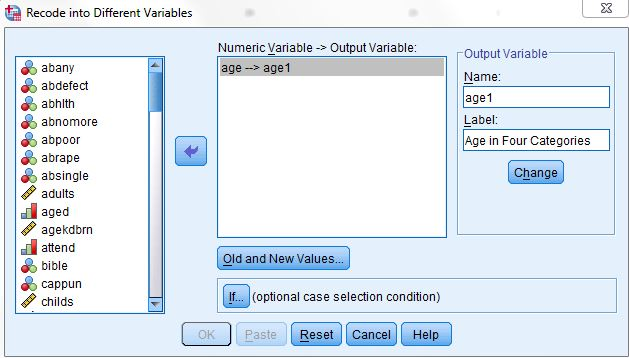 Recode into Different Variables
abany
abdefect
abhlth
abnomore
abpoor
abrape
absingle
adults
aged
agekdbrn
attend
bible
cappun
childs
Numeric Variable -> Output Variable:
age --> age1
Output Variable
Name:
age1
Label:
Age in Four Categories
Change
Old and New Values...
If... (optional case selection condition)
OK Paste Reset Cancel Help